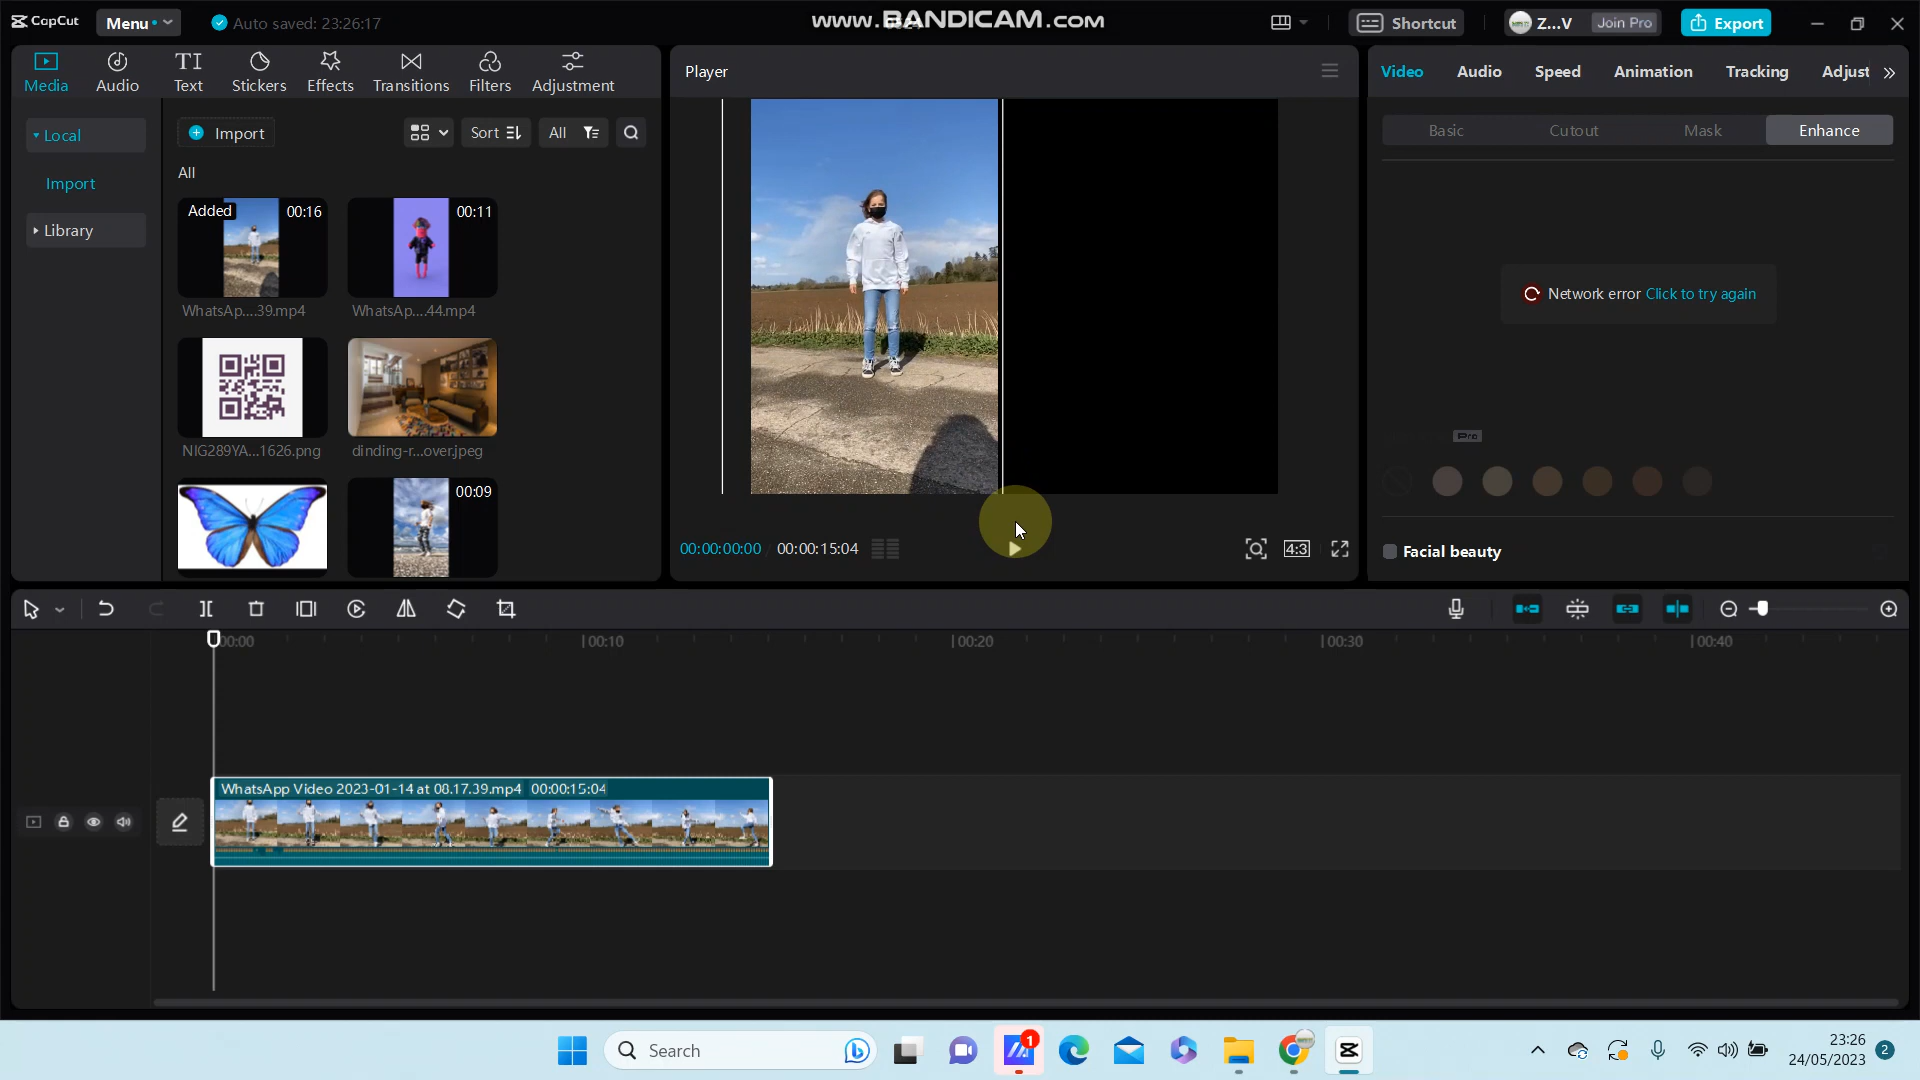 CapCut
Menu
Auto saved: 23:26:17
www.BANDICAM.com
Shortcut
Z...V
Join Pro
Export
Media
Audio
Text
Stickers
Effects
Transitions
Filters
Adjustment
Player
Video
Audio
Speed
Animation
Tracking
Adjust
Local
Import
Library
Import
Sort
All
All
Added
00:16
WhatsAp....39.mp4
00:11
WhatsAp....44.mp4
NIG289YA...1626.png
dinding-r...over.jpeg
00:09
00:00:00:00
00:00:15:04
4:3
Basic
Cutout
Mask
Enhance
Network error Click to try again
Pro
Facial beauty
00:00
00:10
00:20
00:30
00:40
WhatsApp Video 2023-01-14 at 08.17.39.mp4 00:00:15:04
Search
1
23:26
24/05/2023
2